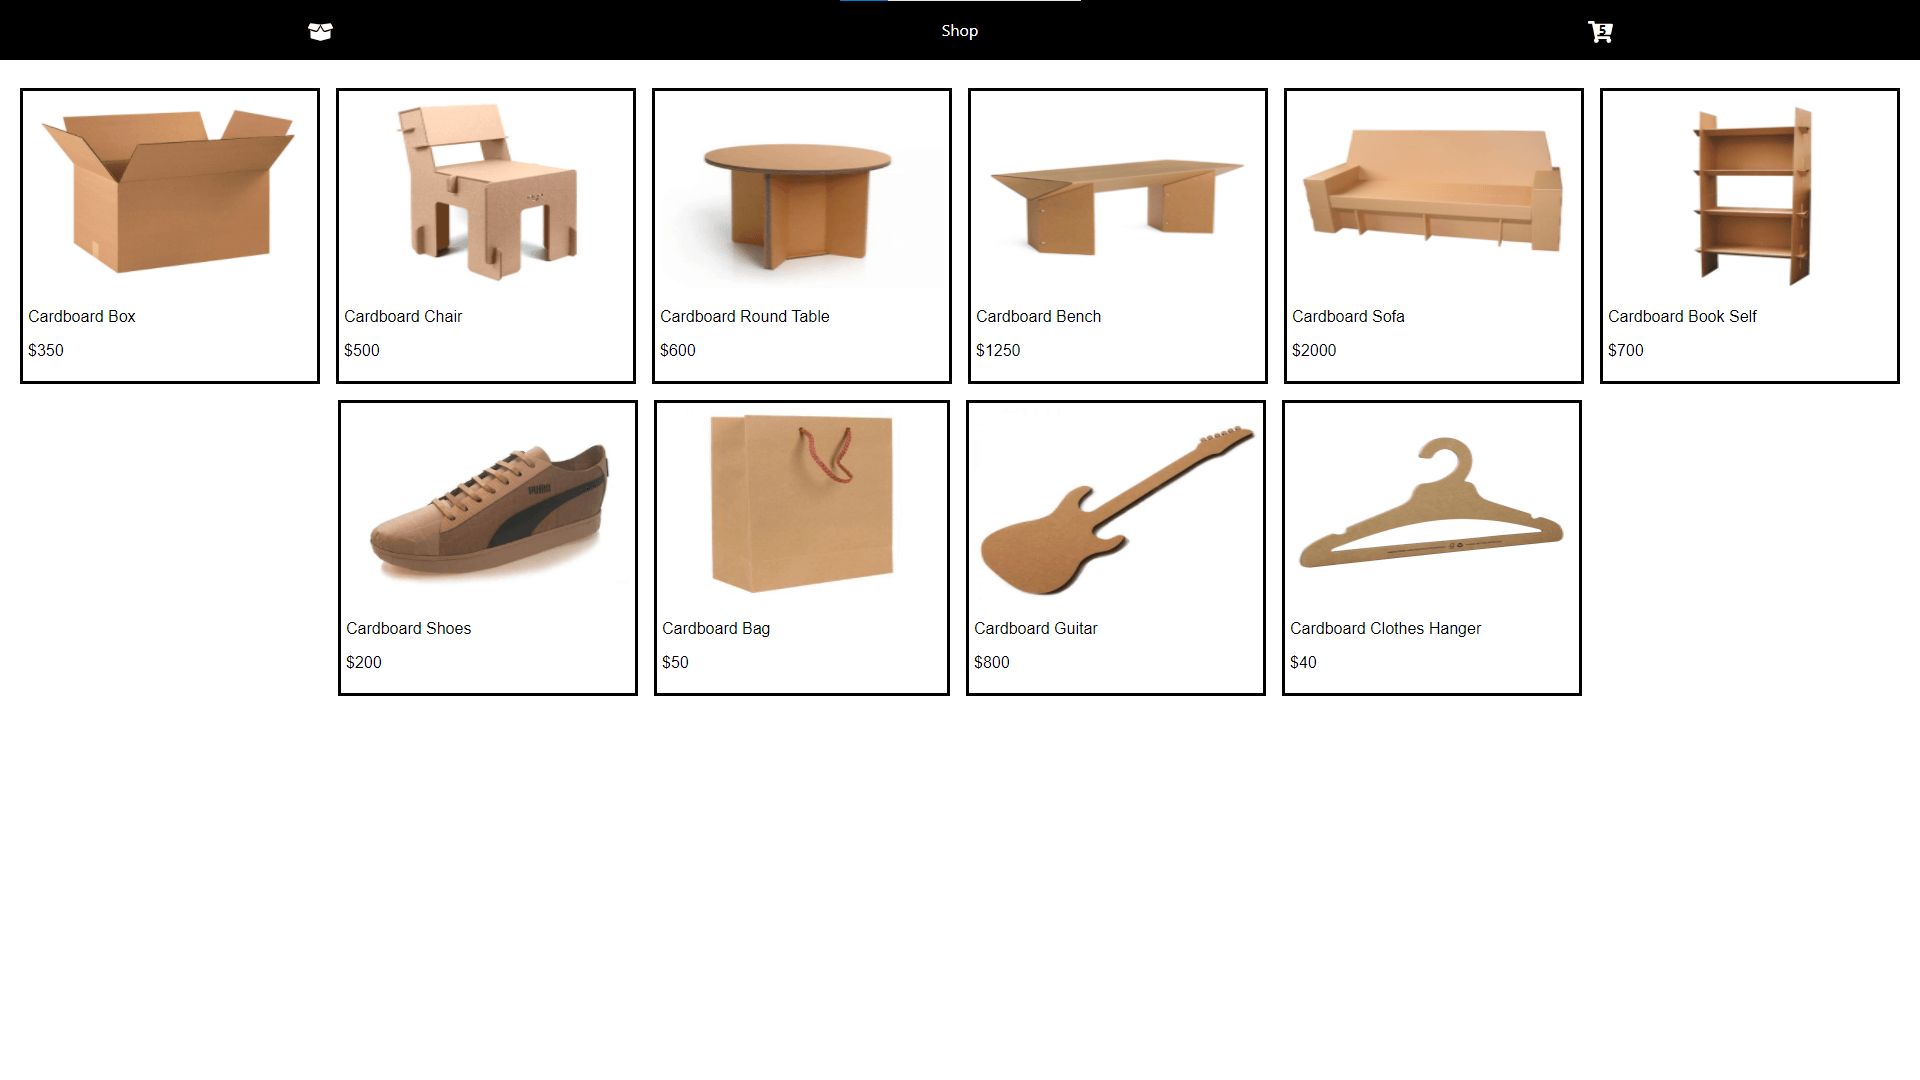 Shop
5
Cardboard Box
$350
Cardboard Chair
$500
Cardboard Round Table
$600
Cardboard Bench
$1250
Cardboard Sofa
$2000
Cardboard Book Self
$700
PUMA
Cardboard Shoes
$200
Cardboard Bag
$50
Cardboard Guitar
$800
Cardboard Clothes Hanger
$40